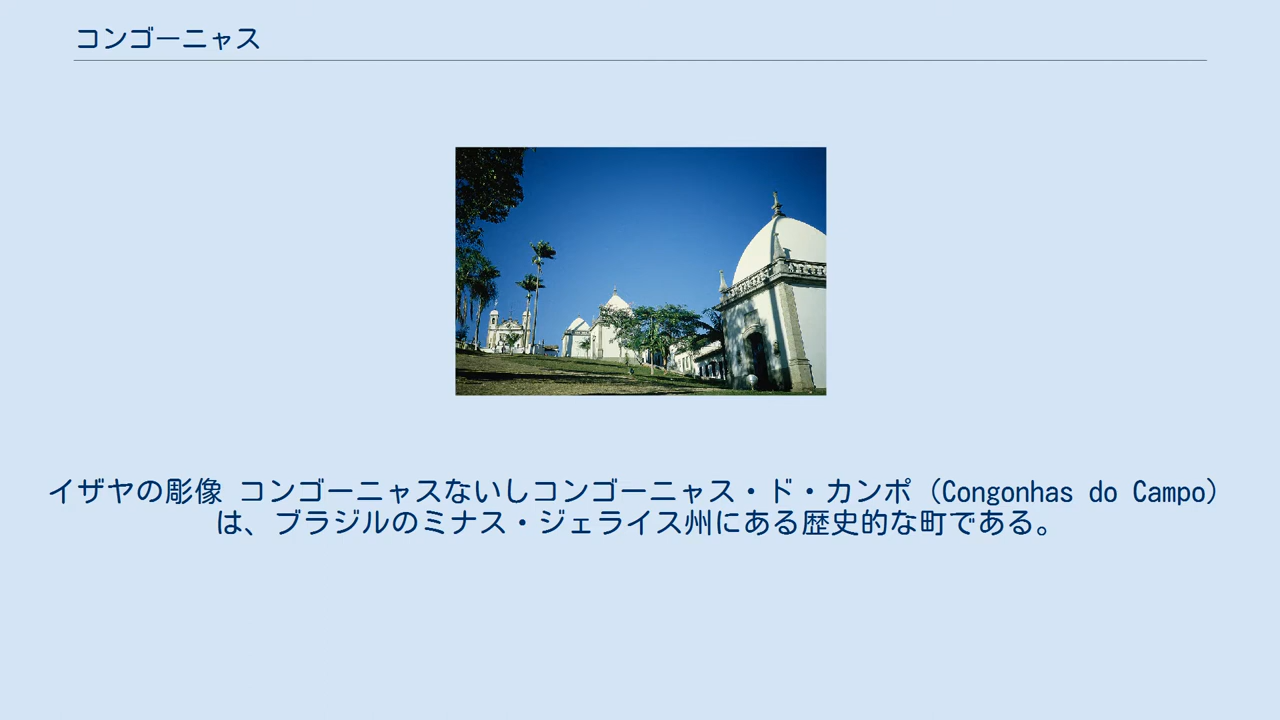 コンゴーニャス
イザヤの彫像 コンゴーニャスないしコンゴーニャス・ド・カンポ（Congonhas do Campo）
は、ブラジルのミナス・ジェライス州にある歴史的な町である。